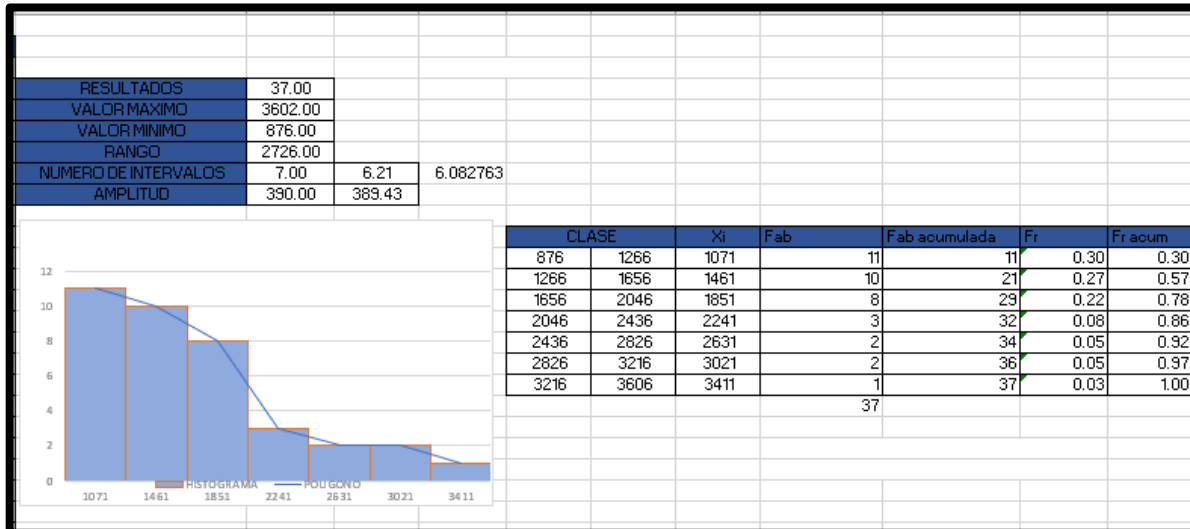 RESULTADOS 37.00
VALOR MAXIMO 3602.00
VALOR MINIMO 876.00
RANGO 2726.00
NUMERO DE INTERVALOS 7.00 6.21 6.082763
AMPLITUD 390.00 389.43
CLASE Xi Fab Fab acumulada Fr Fr acum
876 1266 1071 11 11 0.30 0.30
1266 1656 1461 10 21 0.27 0.57
1656 2046 1851 8 29 0.22 0.78
2046 2436 2241 3 32 0.08 0.86
2436 2826 2631 2 34 0.05 0.92
2826 3216 3021 2 36 0.05 0.97
3216 3606 3411 1 37 0.03 1.00
37
12
10
8
6
4
2
0
HISTOGRAMA POLIGONO
1071 1461 1851 2241 2631 3021 3411